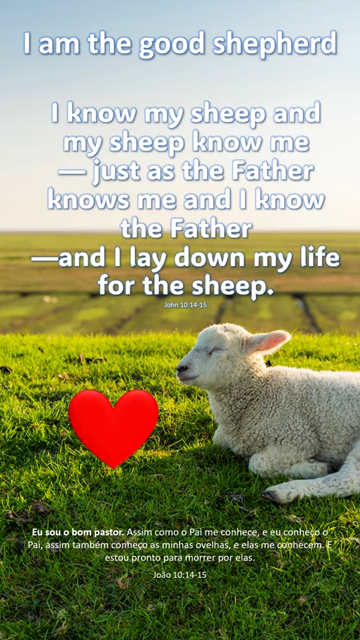 I am the good shepherd
I know my sheep and
my sheep know me
— just as the Father
knows me and I know
the Father
—and I lay down my life
for the sheep.
John 10:14-15
Eu sou o bom pastor. Assim como o Pai me conhece, e eu conheço o
Pai, assim também conheço as minhas ovelhas, e elas me conhecem. E
estou pronto para morrer por elas.
João 10:14-15